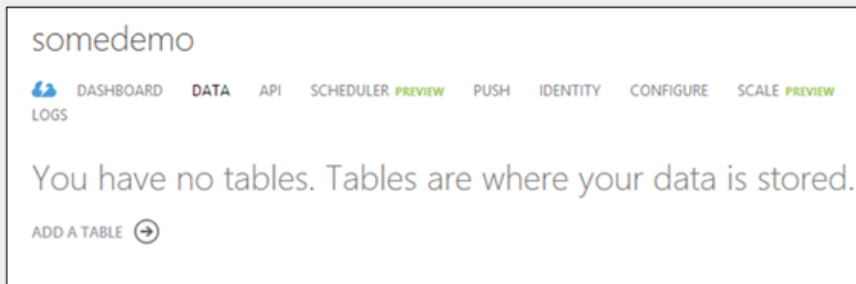 somedemo
DASHBOARD DATA API SCHEDULER PREVIEW PUSH IDENTITY CONFIGURE SCALE PREVIEW
LOGS
You have no tables. Tables are where your data is stored.
ADD A TABLE